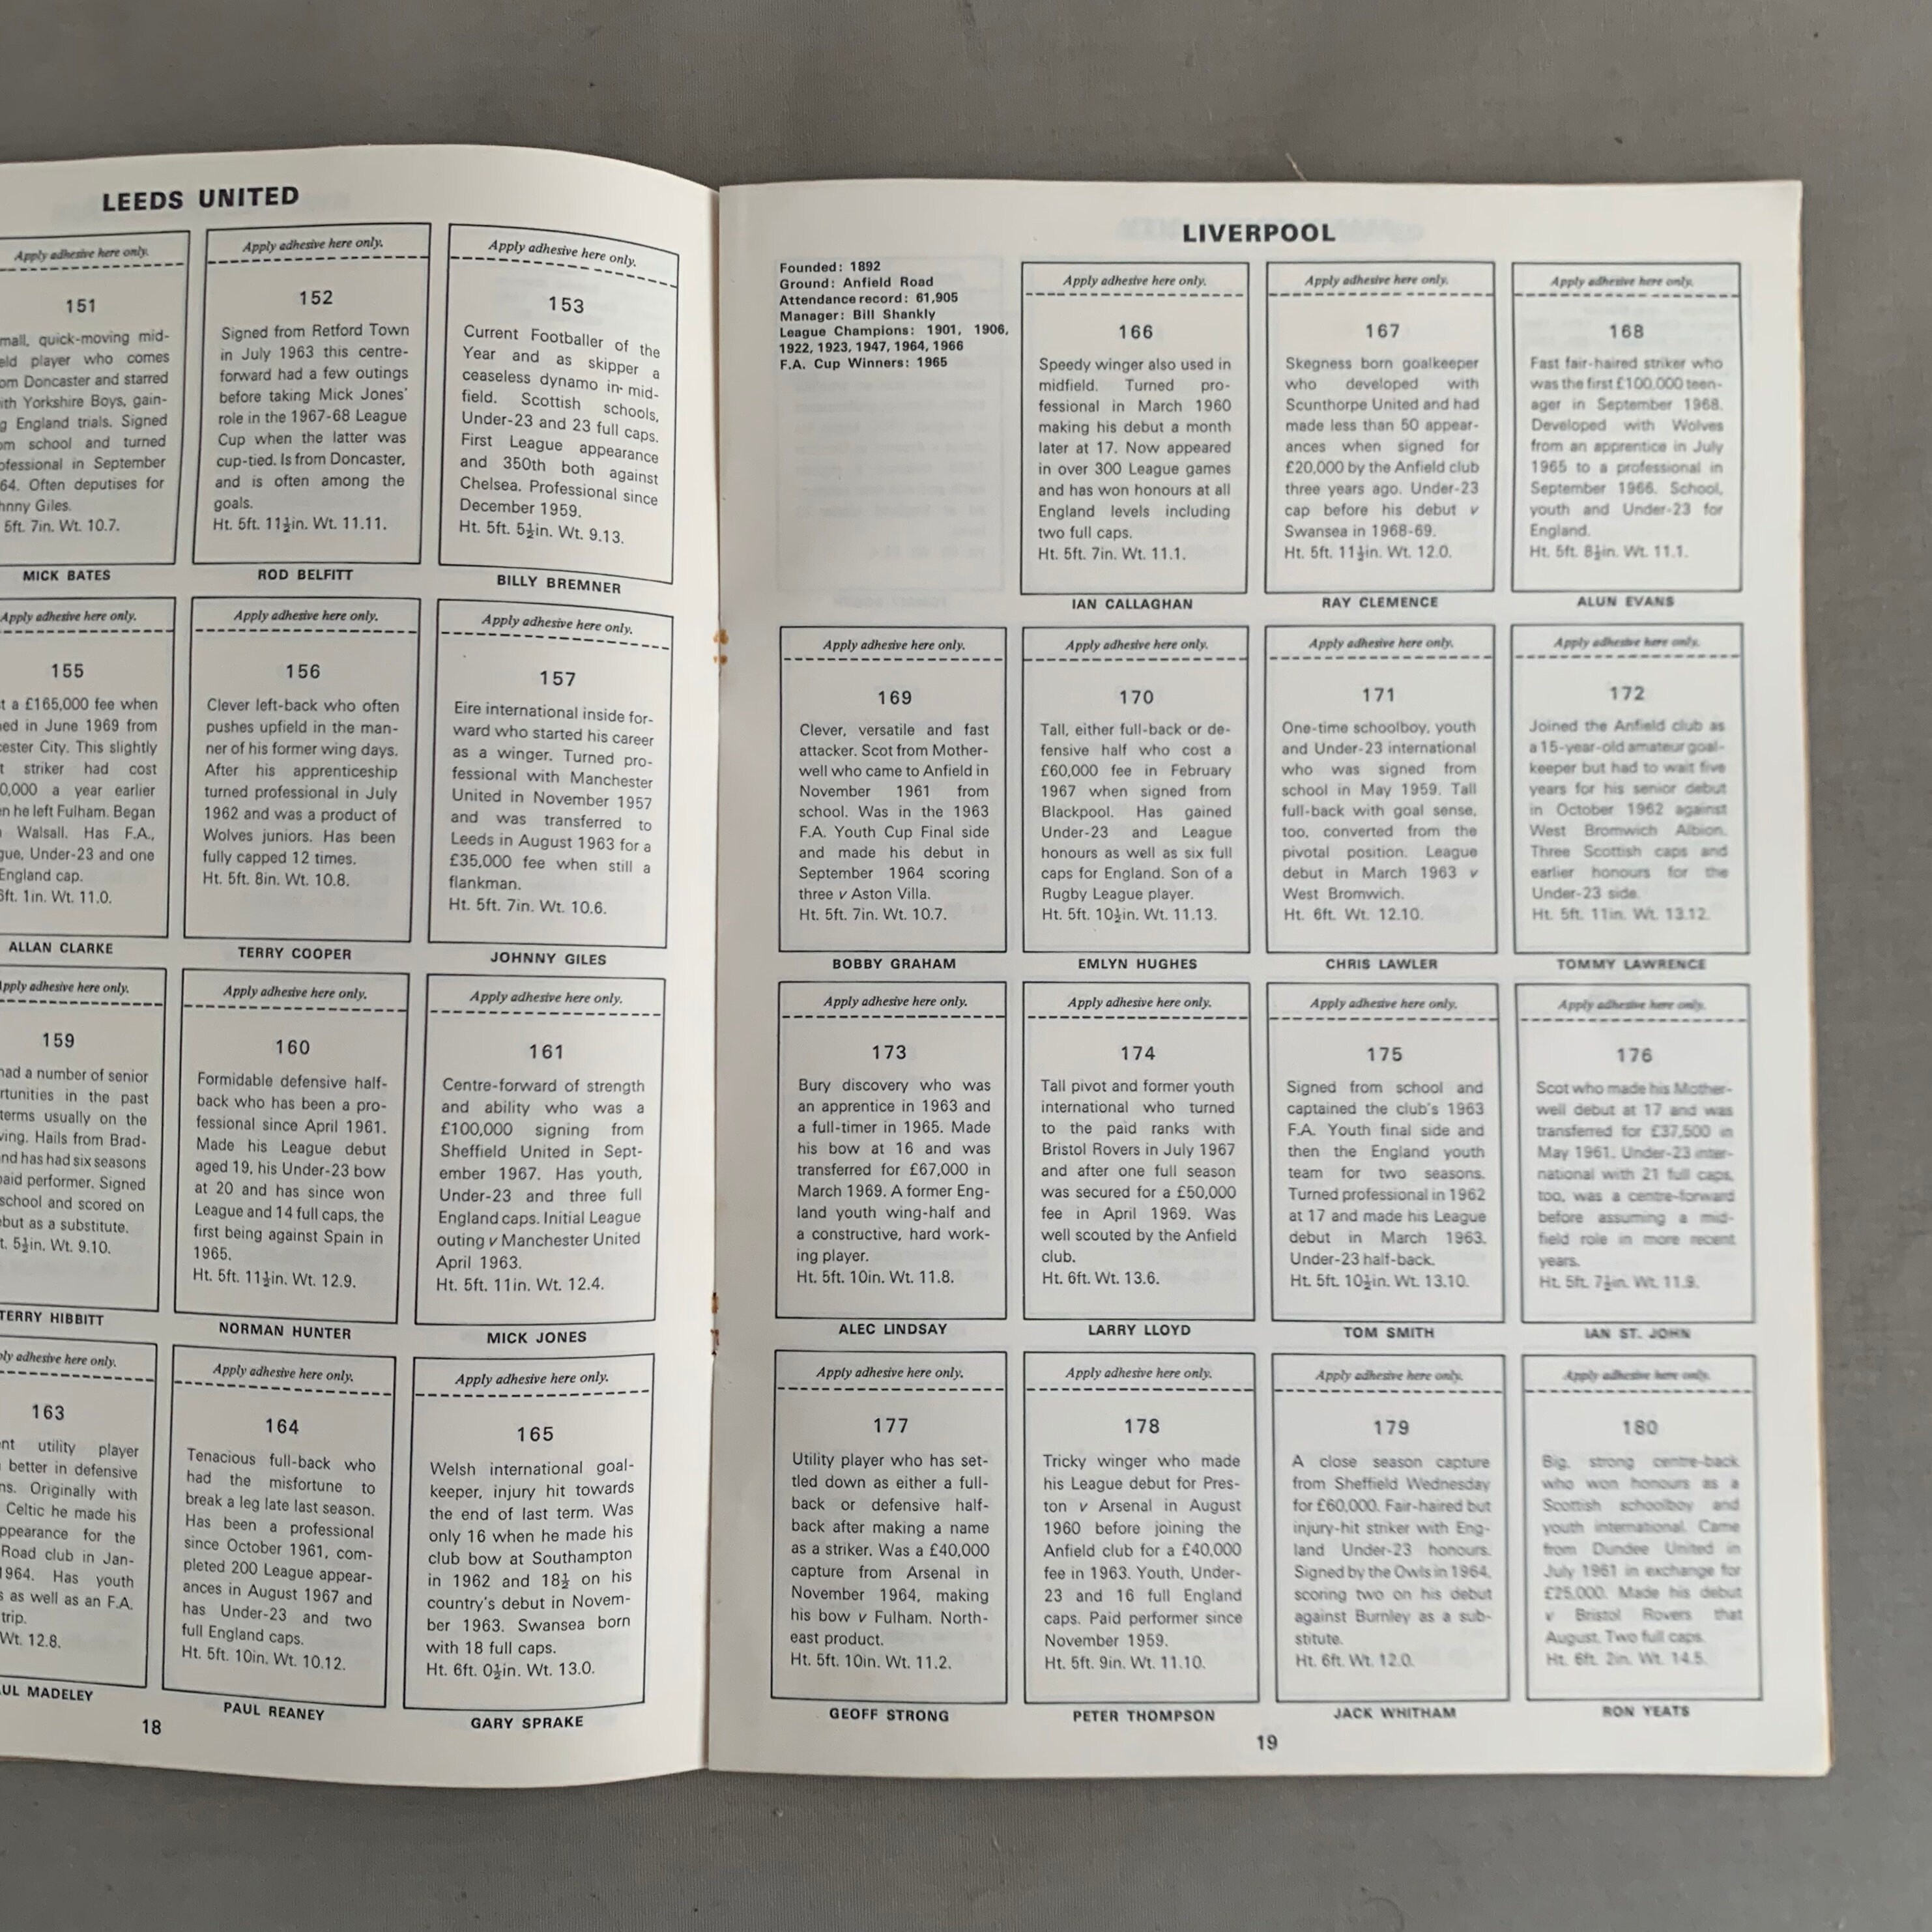 LEEDS UNITED
Apply adhesive here only.
151
mall, quick-moving mid-
eld player who comes
om Doncaster and starred
ith Yorkshire Boys, gain-
g England trials. Signed
om school and turned
ofessional in September
64. Often deputises for
hnny Giles.
5ft. 7in. Wt. 10.7.
MICK BATES
Apply adhesive here only.
152
Signed from Retford Town
in July 1963 this centre-
forward had a few outings
before taking Mick Jones'
role in the 1967-68 League
Cup when the latter was
cup-tied. Is from Doncaster,
and is often among the
goals.
Ht. 5ft. 11½in. Wt. 11.11.
ROD BELFITT
Apply adhesive here only.
153
Current Footballer of the
Year and as skipper a
ceaseless dynamo in mid-
field. Scottish schools,
Under-23 and 23 full caps.
First League appearance
and 350th both against
Chelsea. Professional since
December 1959.
Ht. 5ft. 5½in. Wt. 9.13.
BILLY BREMNER
Apply adhesive here only.
155
t a £165,000 fee when
ed in June 1969 from
cester City. This slightly
t striker had cost
0,000 a year earlier
n he left Fulham. Began
Walsall. Has F.A.,
gue, Under-23 and one
England cap.
5ft. 1in. Wt. 11.0.
ALLAN CLARKE
Apply adhesive here only.
156
Clever left-back who often
pushes upfield in the man-
ner of his former wing days.
After his apprenticeship
turned professional in July
1962 and was a product of
Wolves juniors. Has been
fully capped 12 times.
Ht. 5ft. 8in. Wt. 10.8.
TERRY COOPER
Apply adhesive here only.
157
Eire international inside for-
ward who started his career
as a winger. Turned pro-
fessional with Manchester
United in November 1957
and was transferred to
Leeds in August 1963 for a
£35,000 fee when still a
flankman.
Ht. 5ft. 7in. Wt. 10.6.
JOHNNY GILES
Apply adhesive here only.
159
had a number of senior
rtunities in the past
terms usually on the
ving. Hails from Brad-
nd has had six seasons
paid performer. Signed
school and scored on
ebut as a substitute.
t. 5½in. Wt. 9.10.
TERRY HIBBITT
Apply adhesive here only.
160
Formidable defensive half-
back who has been a pro-
fessional since April 1961.
Made his League debut
aged 19, his Under-23 bow
at 20 and has since won
League and 14 full caps, the
first being against Spain in
1965.
Ht. 5ft. 11½in. Wt. 12.9.
NORMAN HUNTER
Apply adhesive here only.
161
Centre-forward of strength
and ability who was a
£100,000 signing from
Sheffield United in Sept-
ember 1967. Has youth,
Under-23 and three full
England caps. Initial League
outing v Manchester United
April 1963.
Ht. 5ft. 11in. Wt. 12.4.
MICK JONES
ly adhesive here only.
163
nt utility player
better in defensive
ns. Originally with
Celtic he made his
ppearance for the
Road club in Jan-
1964. Has youth
s as well as an F.A.
trip.
Wt. 12.8.
UL MADELEY
Apply adhesive here only.
164
Tenacious full-back who
had the misfortune to
break a leg late last season.
Has been a professional
since October 1961, com-
pleted 200 League appear-
ances in August 1967 and
has Under-23 and two
full England caps.
Ht. 5ft. 10in. Wt. 10.12.
PAUL REANEY
Apply adhesive here only.
165
Welsh international goal-
keeper, injury hit towards
the end of last term. Was
only 16 when he made his
club bow at Southampton
in 1962 and 18½ on his
country's debut in Novem-
ber 1963. Swansea born
with 18 full caps.
Ht. 6ft. 0½in. Wt. 13.0.
GARY SPRAKE
18
LIVERPOOL
Founded: 1892
Ground: Anfield Road
Attendance record: 61,905
Manager: Bill Shankly
League Champions: 1901, 1906,
1922, 1923, 1947, 1964, 1966
F.A. Cup Winners: 1965
Apply adhesive here only.
166
Speedy winger also used in
midfield. Turned pro-
fessional in March 1960
making his debut a month
later at 17. Now appeared
in over 300 League games
and has won honours at all
England levels including
two full caps.
Ht. 5ft. 7in. Wt. 11.1.
IAN CALLAGHAN
Apply adhesive here only.
167
Skegness born goalkeeper
who developed with
Scunthorpe United and had
made less than 50 appear-
ances when signed for
£20,000 by the Anfield club
three years ago. Under-23
cap before his debut v
Swansea in 1968-69.
Ht. 5ft. 11½in. Wt. 12.0.
RAY CLEMENCE
Apply adhesive here only.
168
Fast fair-haired striker who
was the first £100,000 teen-
ager in September 1968.
Developed with Wolves
from an apprentice in July
1965 to a professional in
September 1966. School,
youth and Under-23 for
England.
Ht. 5ft. 8½in. Wt. 11.1.
ALUN EVANS
Apply adhesive here only.
169
Clever, versatile and fast
attacker. Scot from Mother-
well who came to Anfield in
November 1961 from
school. Was in the 1963
F.A. Youth Cup Final side
and made his debut in
September 1964 scoring
three v Aston Villa.
Ht. 5ft. 7in. Wt. 10.7.
BOBBY GRAHAM
Apply adhesive here only.
170
Tall, either full-back or de-
fensive half who cost a
£60,000 fee in February
1967 when signed from
Blackpool. Has gained
Under-23 and League
honours as well as six full
caps for England. Son of a
Rugby League player.
Ht. 5ft. 10½in. Wt. 11.13.
EMLYN HUGHES
Apply adhesive here only.
171
One-time schoolboy, youth
and Under-23 international
who was signed from
school in May 1959. Tall
full-back with goal sense,
too, converted from the
pivotal position. League
debut in March 1963 v
West Bromwich.
Ht. 6ft. Wt. 12.10.
CHRIS LAWLER
Apply adhesive here only.
172
Joined the Anfield club as
a 15-year-old amateur goal-
keeper but had to wait five
years for his senior debut
in October 1962 against
West Bromwich Albion.
Three Scottish caps and
earlier honours for the
Under-23 side.
Ht. 5ft. 11in. Wt. 13.12.
TOMMY LAWRENCE
Apply adhesive here only.
173
Bury discovery who was
an apprentice in 1963 and
a full-timer in 1965. Made
his bow at 16 and was
transferred for £67,000 in
March 1969. A former Eng-
land youth wing-half and
a constructive, hard work-
ing player.
Ht. 5ft. 10in. Wt. 11.8.
ALEC LINDSAY
Apply adhesive here only.
174
Tall pivot and former youth
international who turned
to the paid ranks with
Bristol Rovers in July 1967
and after one full season
was secured for a £50,000
fee in April 1969. Was
well scouted by the Anfield
club.
Ht. 6ft. Wt. 13.6.
LARRY LLOYD
Apply adhesive here only.
175
Signed from school and
captained the club's 1963
F.A. Youth final side and
then the England youth
team for two seasons.
Turned professional in 1962
at 17 and made his League
debut in March 1963.
Under-23 half-back.
Ht. 5ft. 10½in. Wt. 13.10.
TOM SMITH
Apply adhesive here only.
176
Scot who made his Mother-
well debut at 17 and was
transferred for £37,500 in
May 1961. Under-23 inter-
national with 21 full caps,
too, was a centre-forward
before assuming a mid-
field role in more recent
years.
Ht. 5ft. 7½in. Wt. 11.9.
IAN ST. JOHN
Apply adhesive here only.
177
Utility player who has set-
tled down as either a full-
back or defensive half-
back after making a name
as a striker. Was a £40,000
capture from Arsenal in
November 1964, making
his bow v Fulham. North-
east product.
Ht. 5ft. 10in. Wt. 11.2.
GEOFF STRONG
Apply adhesive here only.
178
Tricky winger who made
his League debut for Pres-
ton v Arsenal in August
1960 before joining the
Anfield club for a £40,000
fee in 1963. Youth, Under-
23 and 16 full England
caps. Paid performer since
November 1959.
Ht. 5ft. 9in. Wt. 11.10.
PETER THOMPSON
Apply adhesive here only.
179
A close season capture
from Sheffield Wednesday
for £60,000. Fair-haired but
injury-hit striker with Eng-
land Under-23 honours.
Signed by the Owls in 1964,
scoring two on his debut
against Burnley as a sub-
stitute.
Ht. 6ft. Wt. 12.0.
JACK WHITHAM
Apply adhesive here only.
180
Big, strong centre-back
who won honours as a
Scottish schoolboy and
youth international. Came
from Dundee United in
July 1961 in exchange for
£25,000. Made his debut
v Bristol Rovers that
August. Two full caps.
Ht. 6ft. 2in. Wt. 14.5.
RON YEATS
19